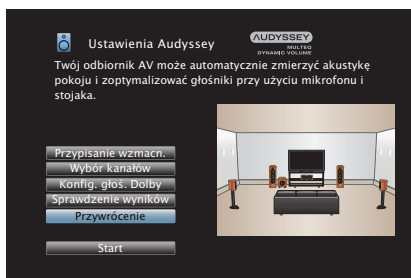 Ustawienia Audyssey
AUDYSSEY
MULTEQ
DYNAMIC VOLUME
Twój odbiornik AV może automatycznie zmierzyć akustykę
pokoju i zoptymalizować głośniki przy użyciu mikrofonu i
stojaka.
Przypisanie wzmacn.
Wybór kanałów
Konfig. głoś. Dolby
Sprawdzenie wyników
Przywrócenie
Start